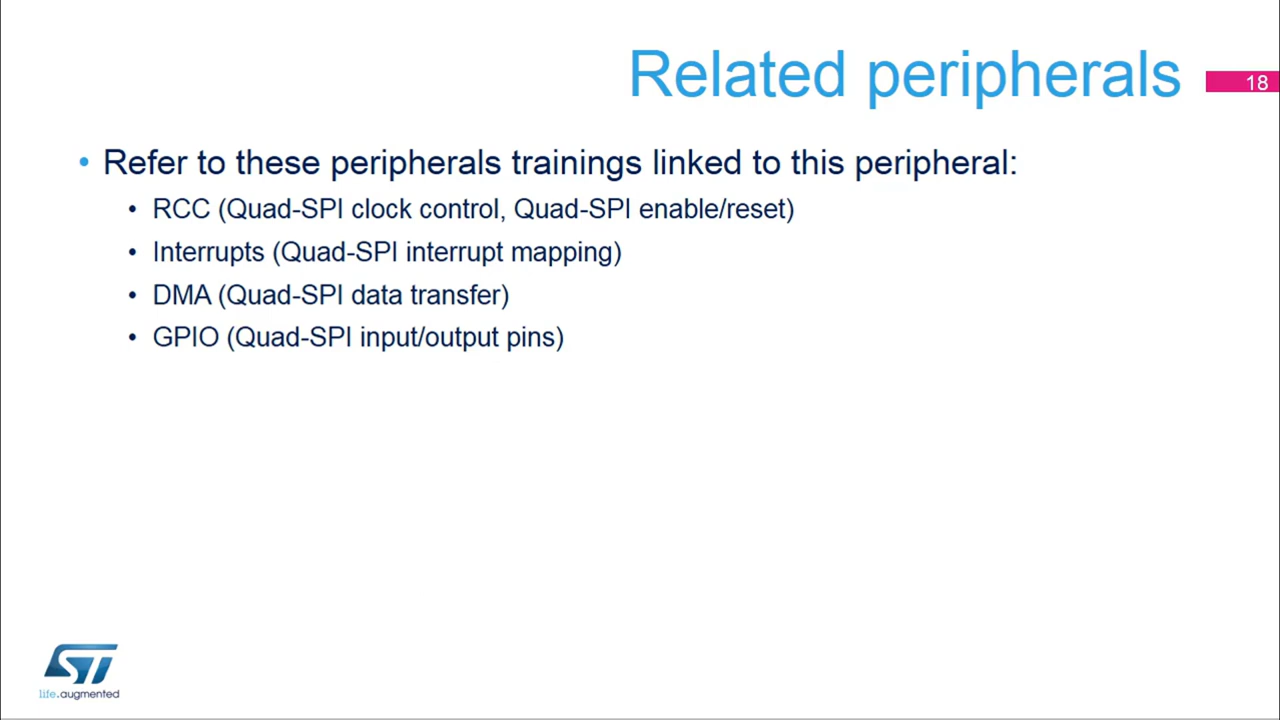 Related peripherals
18
• Refer to these peripherals trainings linked to this peripheral:
• RCC (Quad-SPI clock control, Quad-SPI enable/reset)
• Interrupts (Quad-SPI interrupt mapping)
• DMA (Quad-SPI data transfer)
• GPIO (Quad-SPI input/output pins)
ST
life.augmented